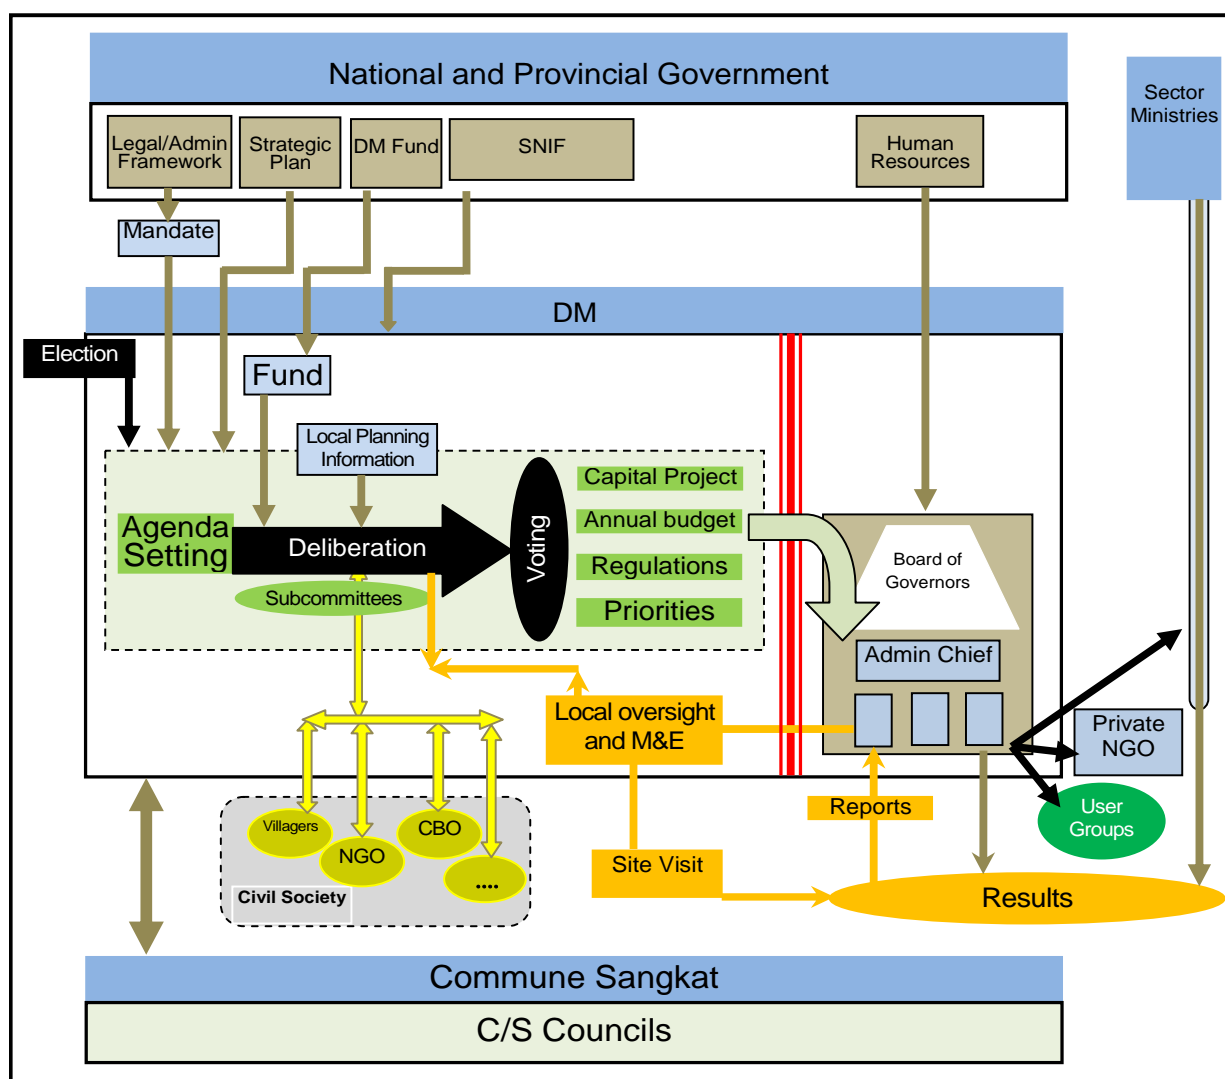 National and Provincial Government
Sector
Ministries
Legal/Admin
Framework
Strategic
Plan
DM Fund
SNIF
Human
Resources
Mandate
DM
Election
Fund
Local Planning
Information
Capital Project
Agenda
Setting
Deliberation
Voting
Annual budget
Regulations
Priorities
Subcommittees
Board of
Governors
Admin Chief
Local oversight
and M&E
Private
NGO
Reports
User
Groups
Villagers
NGO
CBO
....
Civil Society
Site Visit
Results
Commune Sangkat
C/S Councils